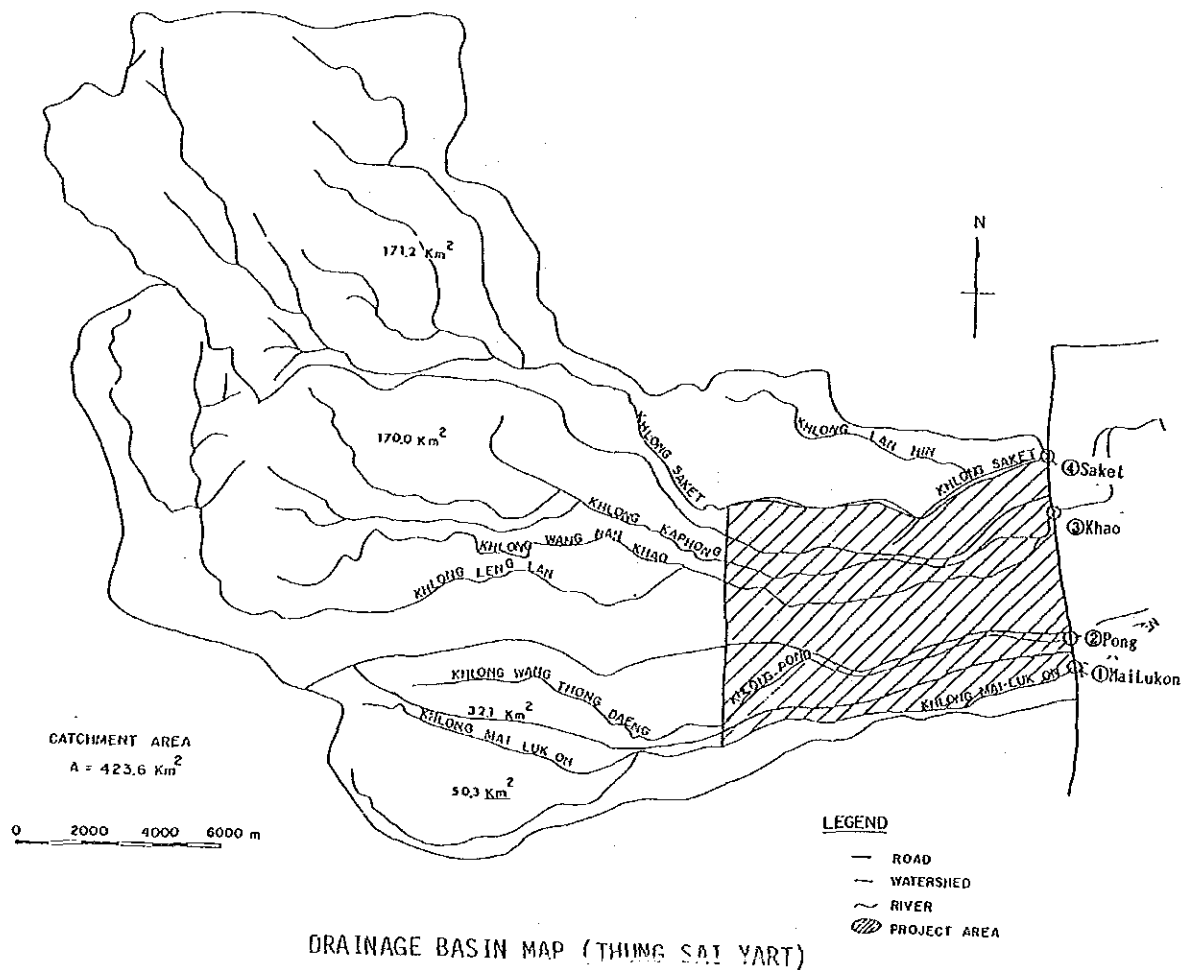 171.2 Km²
N
170.0 Km²
KHLONG SAKET
KHLONG LAN HIN
KHLONG SAKET
④Saket
③Khao
KHLONG KAPHONG
KHLONG WANG NAN KHAO
KHLONG LENG LAN
②Pong
①MaiLukon
KHLONG PONG
KHLONG MAI-LUK ON
KHLONG WANG THONG DAENG
32.1 Km²
KHLONG MAI LUK ON
50.3 Km²
CATCHMENT AREA
A = 423.6 Km²
0 2000 4000 6000 m
LEGEND
ROAD
WATERSHED
RIVER
PROJECT AREA
DRAINAGE BASIN MAP (THUNG SAI YART)